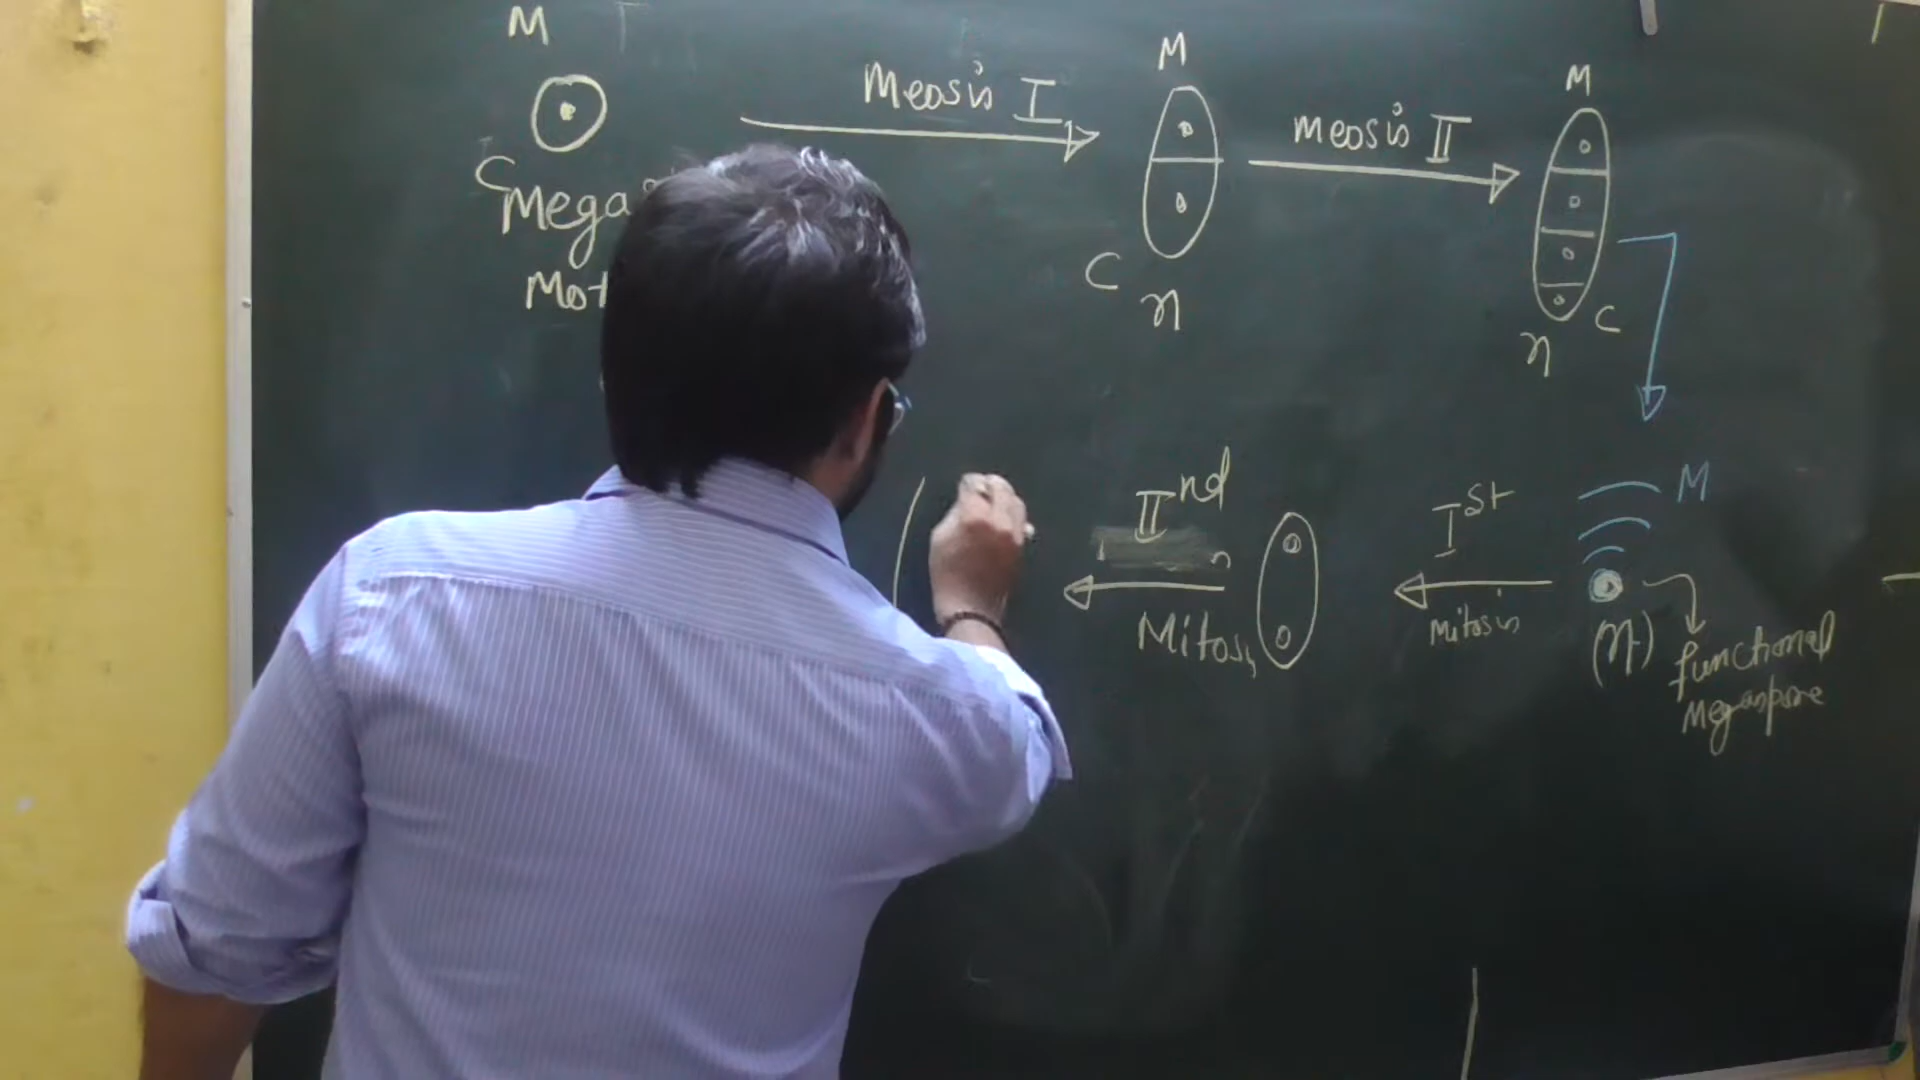 M
Meosis I
M
meosis II
M
C
Mega
Mot
C
n
C
n
M
IInd
Mitosis
Ist
Mitosis
(n)
functional
Megaspore